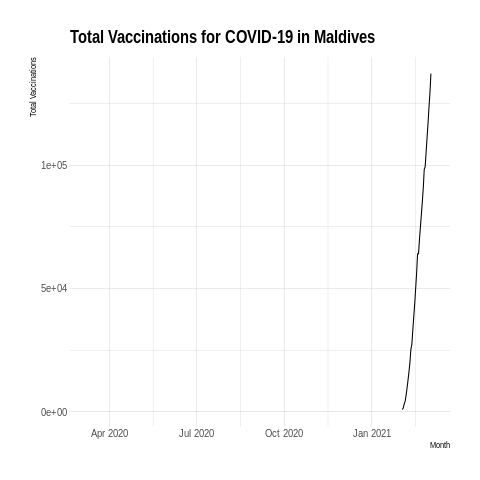 Total Vaccinations for COVID-19 in Maldives
Total Vaccinations
1e+05
5e+04
0e+00
Apr 2020 Jul 2020 Oct 2020 Jan 2021
Month